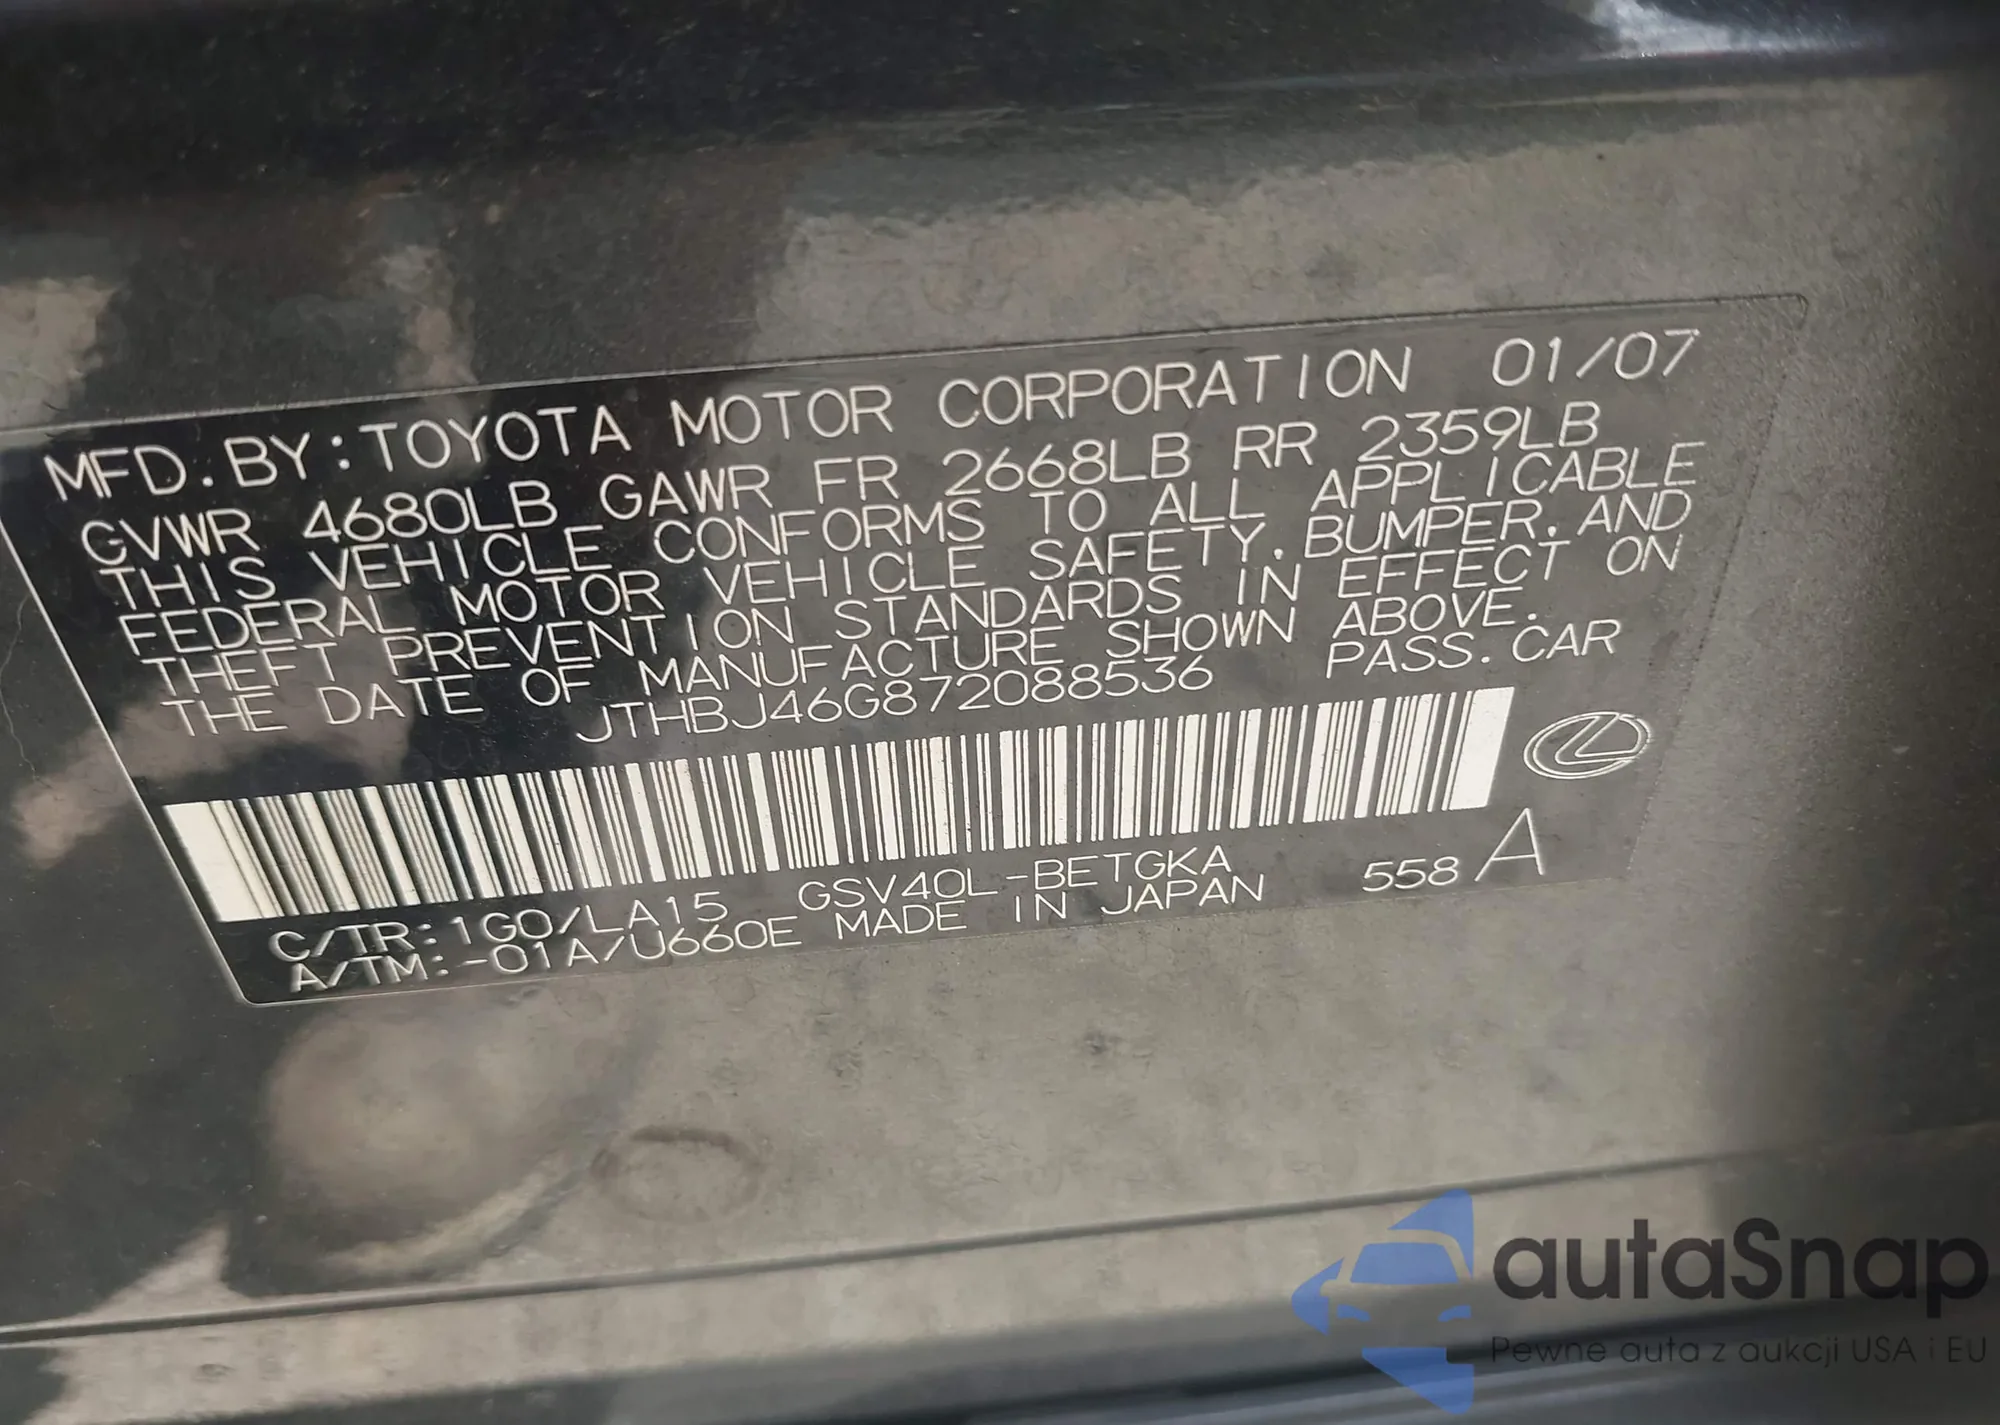 MFD. BY: TOYOTA MOTOR CORPORATION 01/07
GVWR 4680LB GAWR FR 2668LB RR 2359LB
THIS VEHICLE CONFORMS TO ALL APPLICABLE
FEDERAL MOTOR VEHICLE SAFETY, BUMPER, AND
THEFT PREVENTION STANDARDS IN EFFECT ON
THE DATE OF MANUFACTURE SHOWN ABOVE.
JTHBJ46G872088536 PASS. CAR
C/TR: 1G0/LA15 GSV40L-BETGKA 558 A
A/TM: -01A/U660E MADE IN JAPAN
autaSnap
Pewne auta z aukcji USA i EU